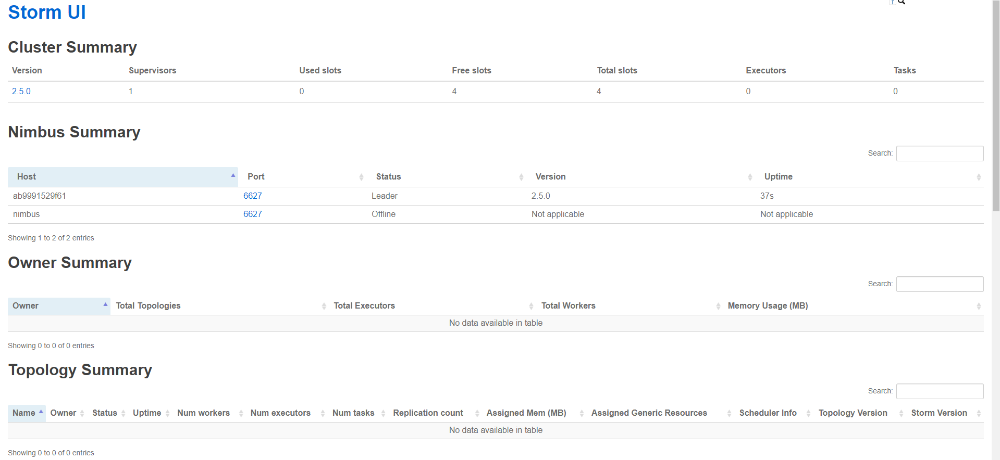 Storm UI
Cluster Summary
Version Supervisors Used slots Free slots Total slots Executors Tasks
2.5.0 1 0 4 4 0 0
Nimbus Summary
Search:
Host Port Status Version Uptime
ab9991529f61 6627 Leader 2.5.0 37s
nimbus 6627 Offline Not applicable Not applicable
Showing 1 to 2 of 2 entries
Owner Summary
Search:
Owner Total Topologies Total Executors Total Workers Memory Usage (MB)
No data available in table
Showing 0 to 0 of 0 entries
Topology Summary
Search:
Name Owner Status Uptime Num workers Num executors Num tasks Replication count Assigned Mem (MB) Assigned Generic Resources Scheduler Info Topology Version Storm Version
No data available in table
Showing 0 to 0 of 0 entries